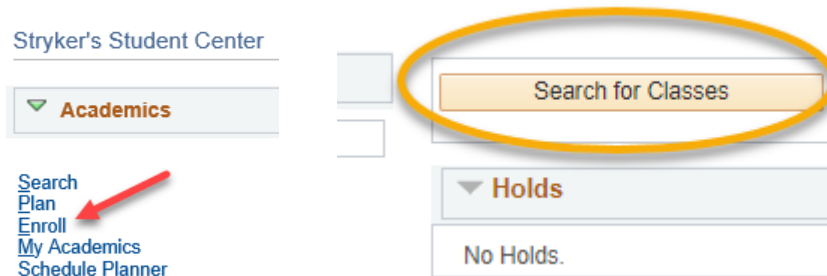 Stryker's Student Center
Academics
Search
Plan
Enroll
My Academics
Schedule Planner
Search for Classes
Holds
No Holds.